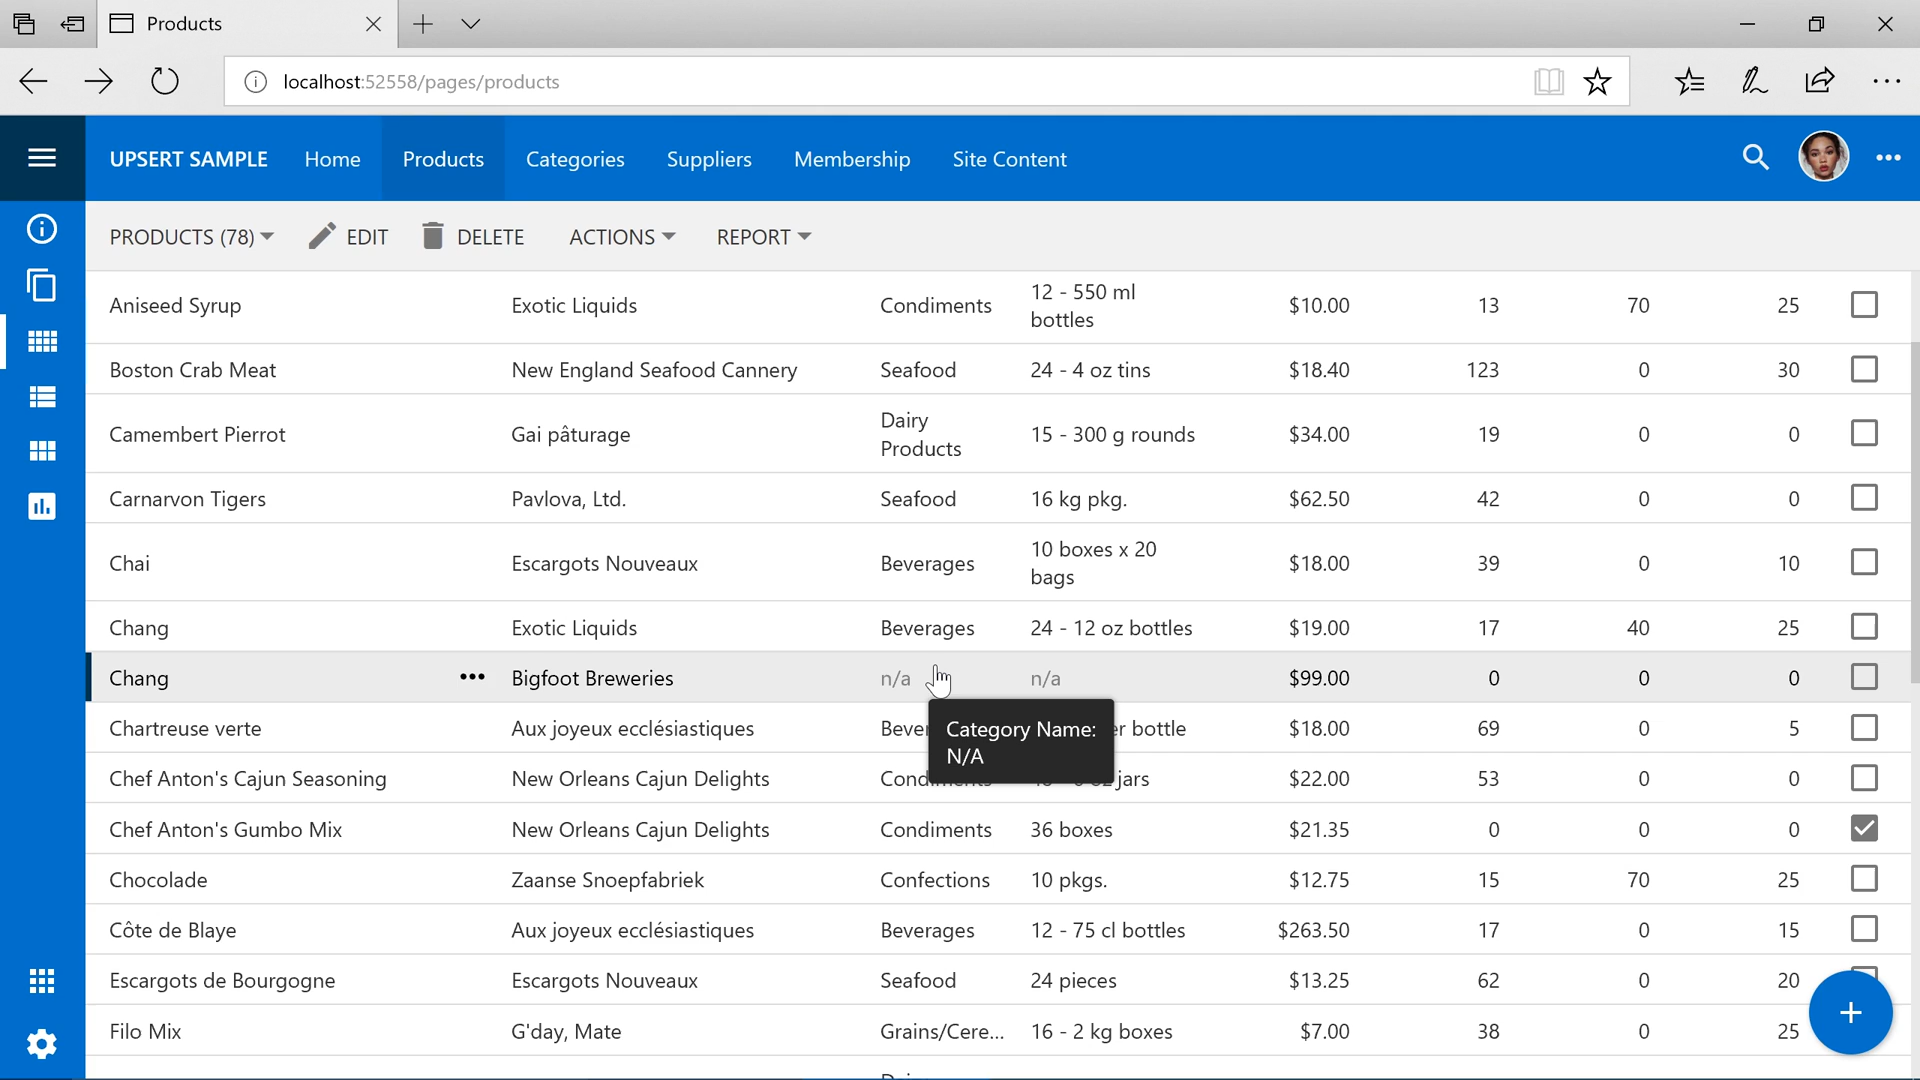 Products
localhost:52558/pages/products
UPSERT SAMPLE Home Products Categories Suppliers Membership Site Content
PRODUCTS (78) EDIT DELETE ACTIONS REPORT
Aniseed Syrup Exotic Liquids Condiments 12 - 550 ml bottles $10.00 13 70 25
Boston Crab Meat New England Seafood Cannery Seafood 24 - 4 oz tins $18.40 123 0 30
Camembert Pierrot Gai pâturage Dairy Products 15 - 300 g rounds $34.00 19 0 0
Carnarvon Tigers Pavlova, Ltd. Seafood 16 kg pkg. $62.50 42 0 0
Chai Escargots Nouveaux Beverages 10 boxes x 20 bags $18.00 39 0 10
Chang Exotic Liquids Beverages 24 - 12 oz bottles $19.00 17 40 25
Chang ••• Bigfoot Breweries n/a n/a $99.00 0 0 0
Category Name:
N/A
Chartreuse verte Aux joyeux ecclésiastiques Bever bottle $18.00 69 0 5
Chef Anton's Cajun Seasoning New Orleans Cajun Delights Cond jars $22.00 53 0 0
Chef Anton's Gumbo Mix New Orleans Cajun Delights Condiments 36 boxes $21.35 0 0 0
Chocolade Zaanse Snoepfabriek Confections 10 pkgs. $12.75 15 70 25
Côte de Blaye Aux joyeux ecclésiastiques Beverages 12 - 75 cl bottles $263.50 17 0 15
Escargots de Bourgogne Escargots Nouveaux Seafood 24 pieces $13.25 62 0 20
Filo Mix G'day, Mate Grains/Cere... 16 - 2 kg boxes $7.00 38 0 25